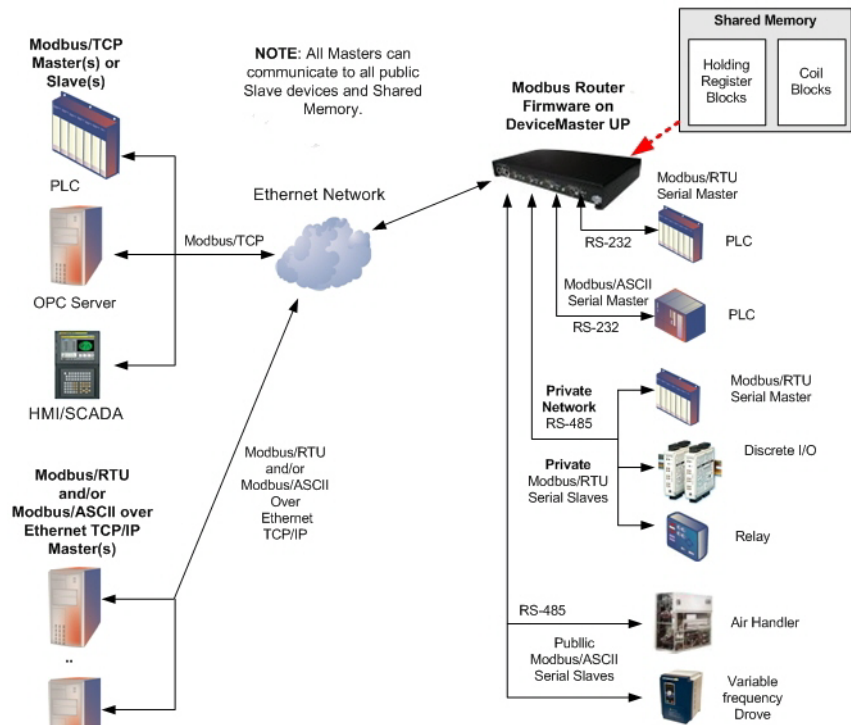 Modbus/TCP
Master(s) or
Slave(s)
PLC
OPC Server
HMI/SCADA
Modbus/TCP
NOTE: All Masters can
communicate to all public
Slave devices and Shared
Memory.
Ethernet Network
Modbus/RTU
and/or
Modbus/ASCII
Over
Ethernet
TCP/IP
Modbus/RTU
and/or
Modbus/ASCII over
Ethernet TCP/IP
Master(s)
..
Modbus Router
Firmware on
DeviceMaster UP
Shared Memory
Holding
Register
Blocks
Coil
Blocks
Modbus/RTU
Serial Master
RS-232
PLC
Modbus/ASCII
Serial Master
RS-232
PLC
Private
Network
RS-485
Modbus/RTU
Serial Master
Private
Modbus/RTU
Serial Slaves
Discrete I/O
Relay
RS-485
Air Handler
Publlic
Modbus/ASCII
Serial Slaves
Variable
frequency
Drove